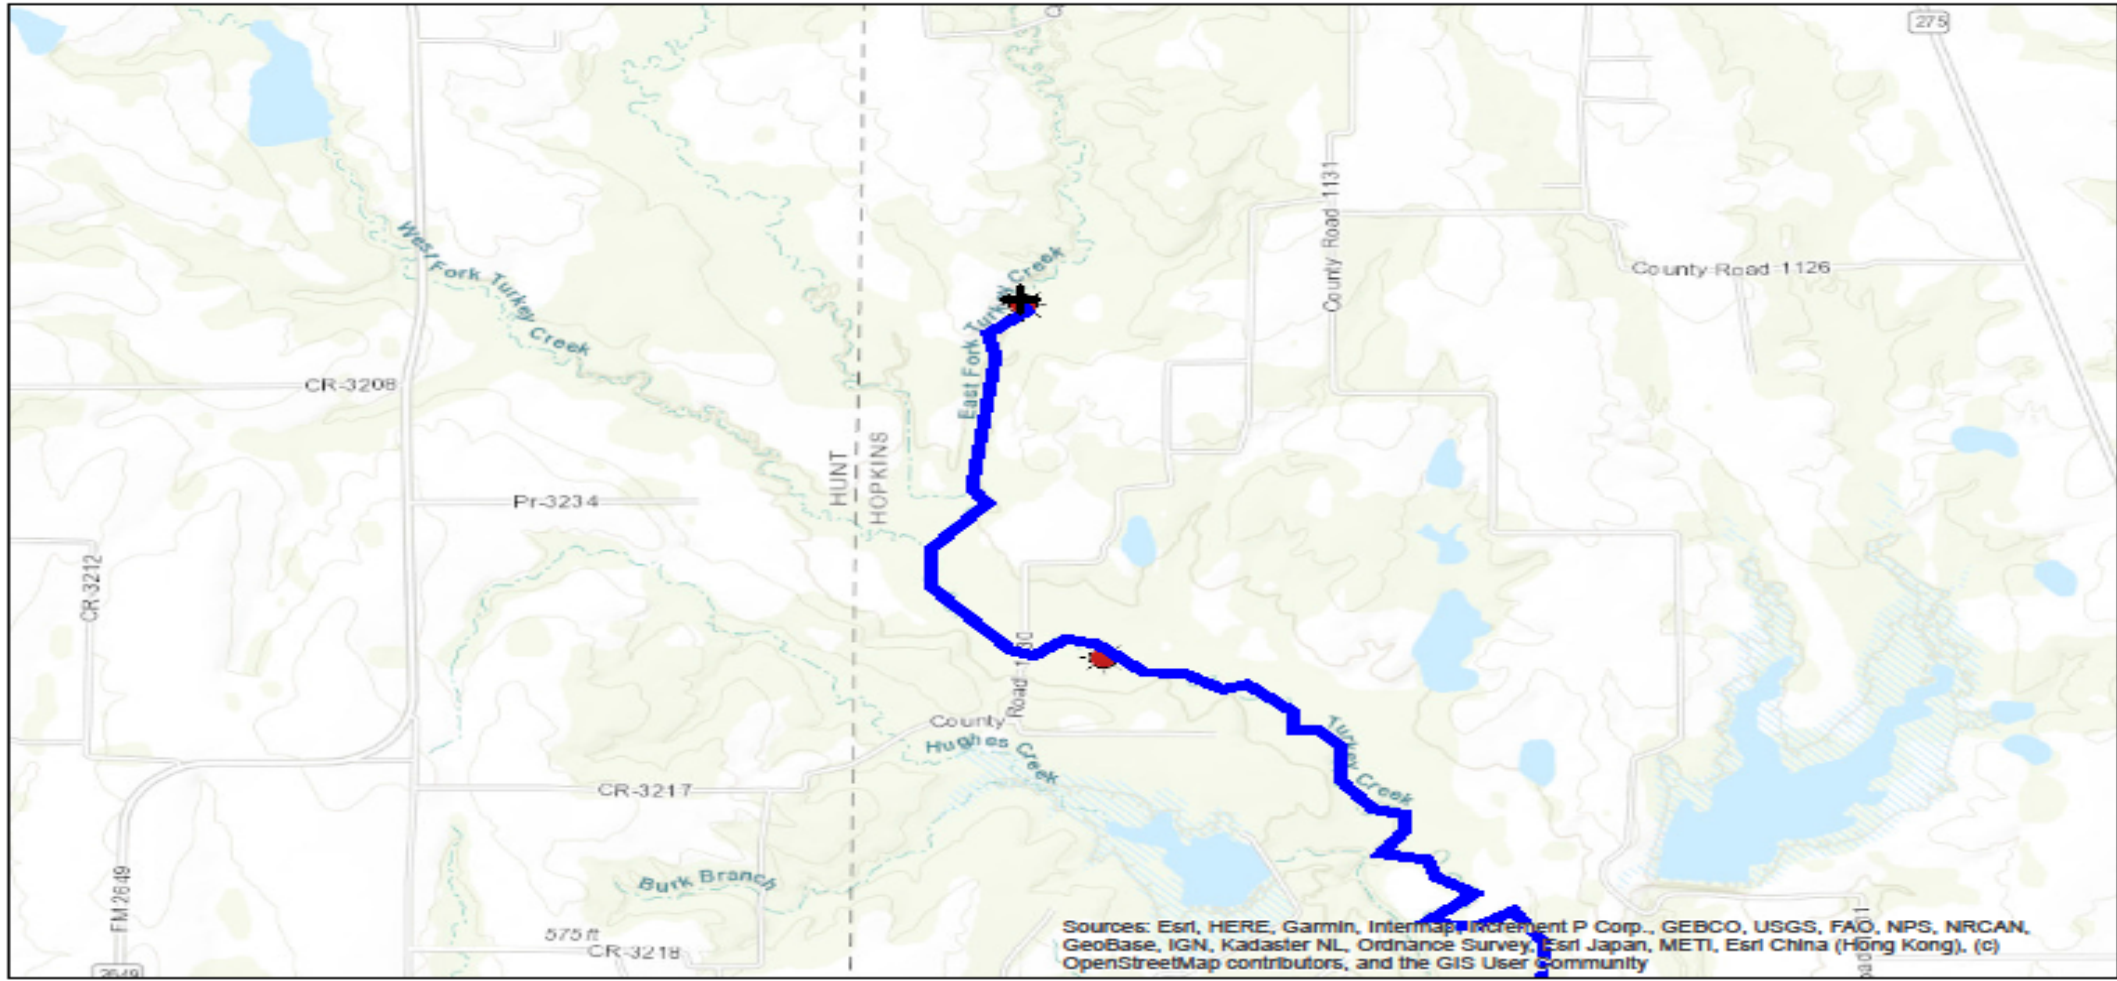 275
West Fork Turkey Creek
East Fork Turkey Creek
County Road 1131
County Road 1126
CR-3208
HUNT
HOPKINS
Pr-3234
CR-3212
County Road
Hughes Creek
Turkey Creek
CR-3217
Burk Branch
FM2649
575 ft
CR-3218
2649
Sources: Esri, HERE, Garmin, Intermap, increment P Corp., GEBCO, USGS, FAO, NPS, NRCAN,
GeoBase, IGN, Kadaster NL, Ordnance Survey, Esri Japan, METI, Esri China (Hong Kong), (c)
OpenStreetMap contributors, and the GIS User Community